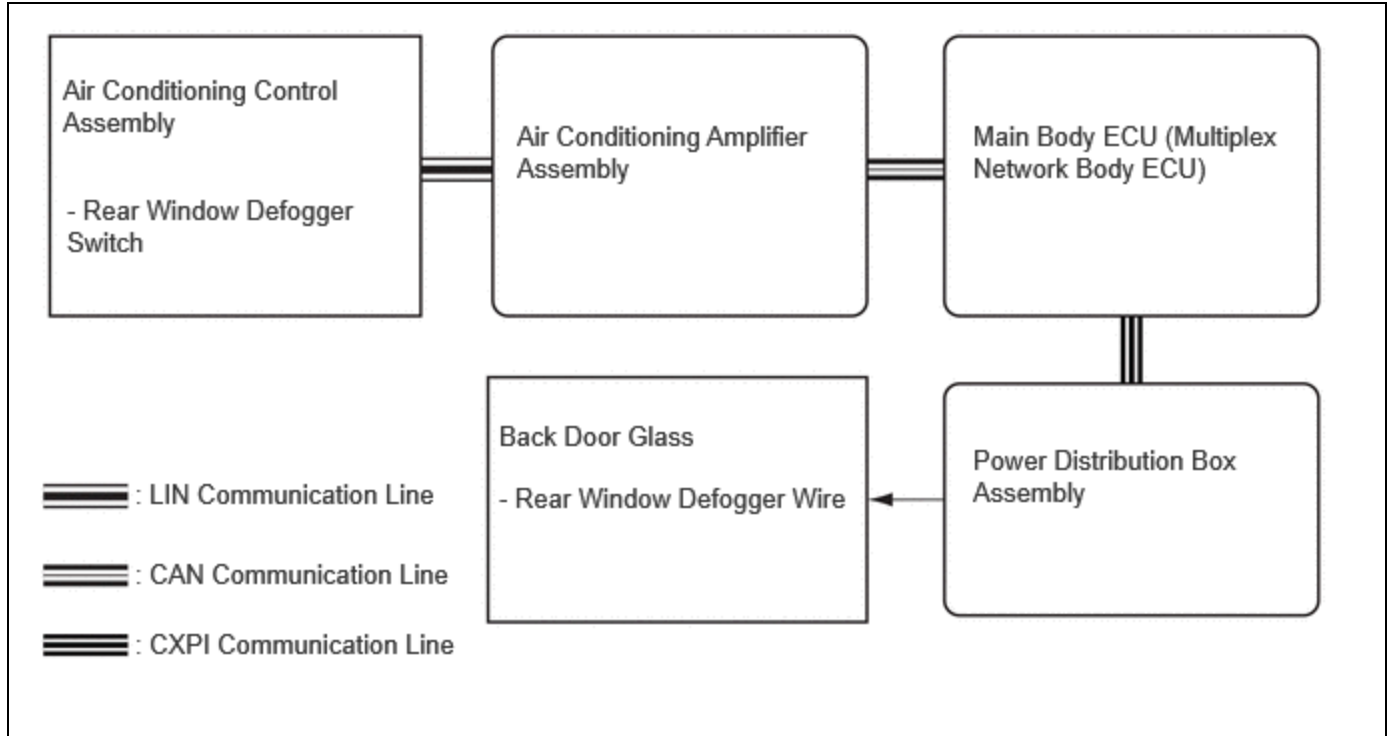 Air Conditioning Control
Assembly
- Rear Window Defogger
Switch
Air Conditioning Amplifier
Assembly
Main Body ECU (Multiplex
Network Body ECU)
Back Door Glass
- Rear Window Defogger Wire
Power Distribution Box
Assembly
: LIN Communication Line
: CAN Communication Line
: CXPI Communication Line